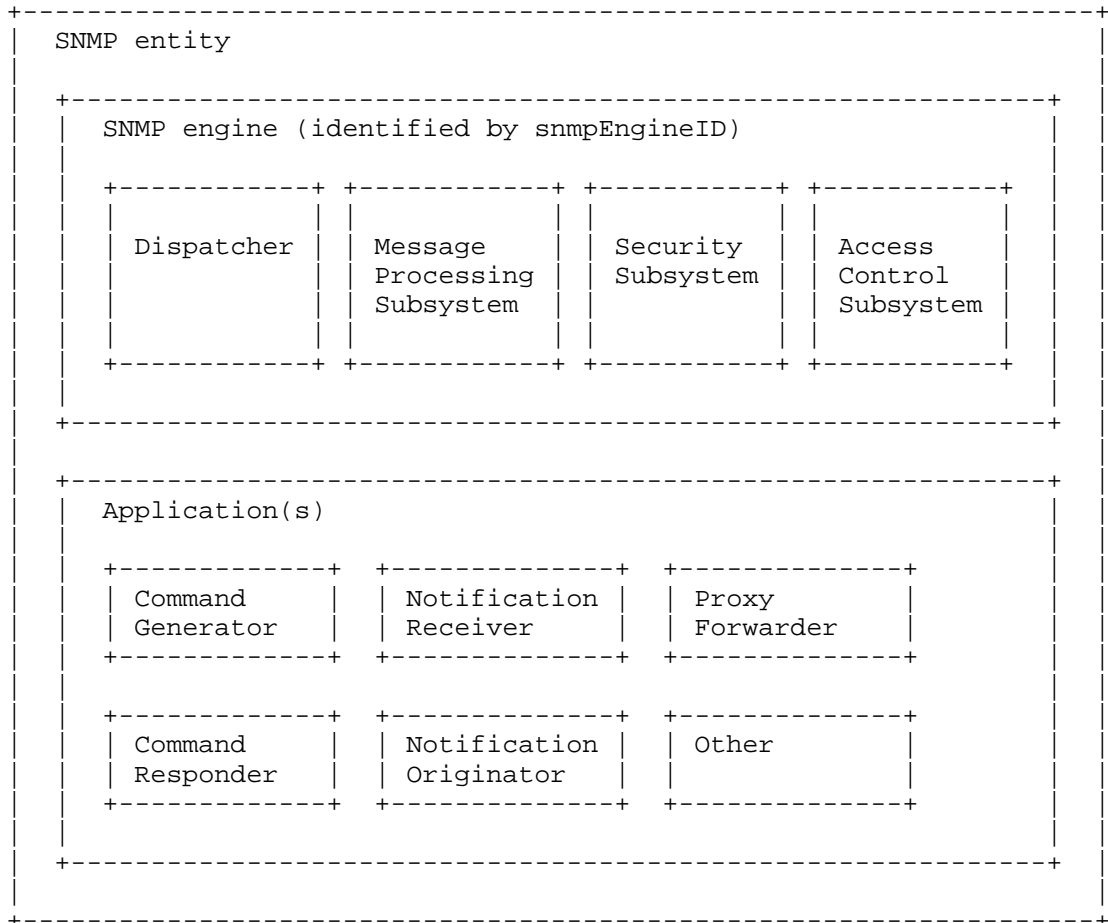 SNMP entity
SNMP engine (identified by snmpEngineID)
Dispatcher Message Security Access
Processing Subsystem Control
Subsystem Subsystem
Application(s)
Command Notification Proxy
Generator Receiver Forwarder
Command Notification Other
Responder Originator